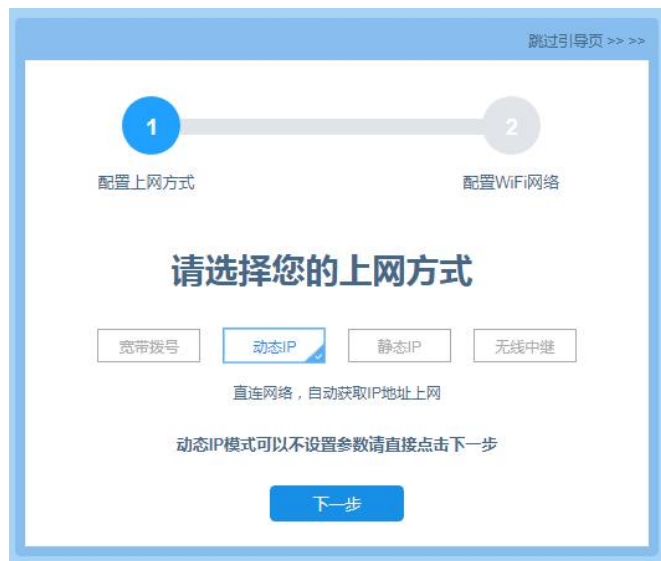 跳过引导页 >> >>
1
2
配置上网方式
配置WiFi网络
请选择您的上网方式
宽带拨号
动态IP
静态IP
无线中继
直连网络，自动获取IP地址上网
动态IP模式可以不设置参数请直接点击下一步
下一步